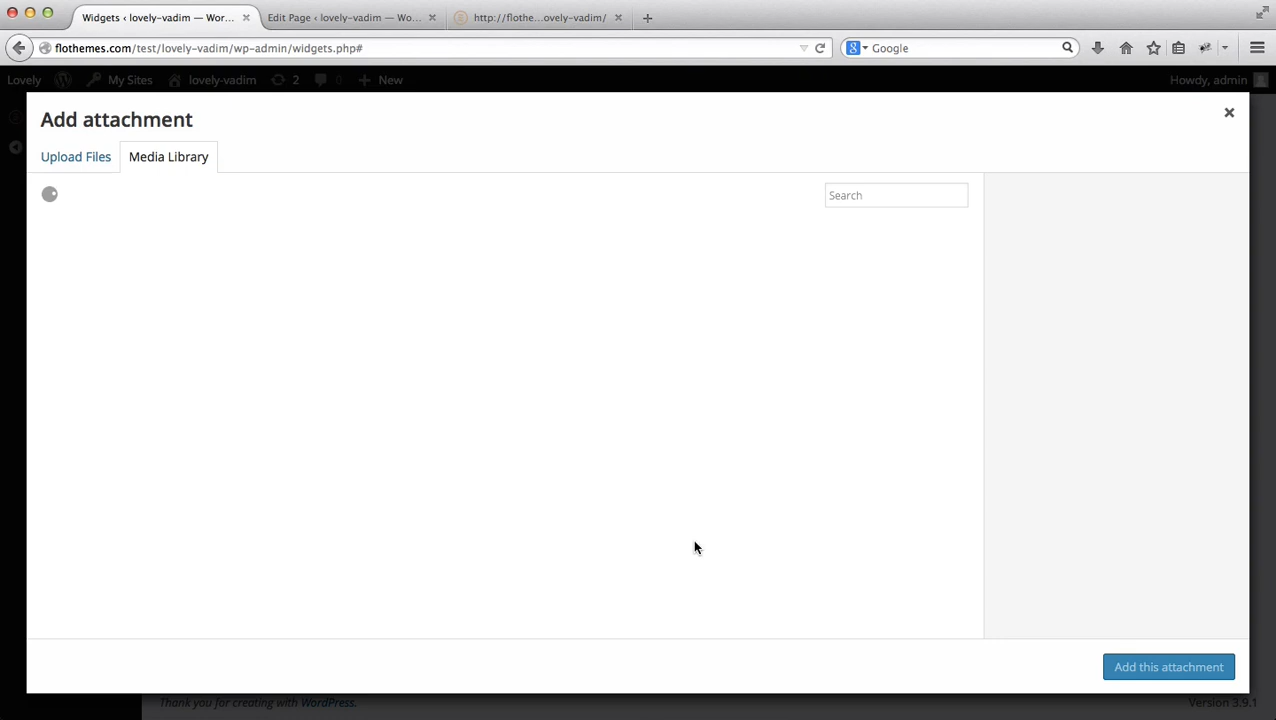 Widgets ‹ lovely-vadim — Wor...
Edit Page ‹ lovely-vadim — Wo...
http://flothe...ovely-vadim/
flothemes.com/test/lovely-vadim/wp-admin/widgets.php#
Google
Lovely
My Sites
lovely-vadim
2
0
New
Howdy, admin
Add attachment
Upload Files
Media Library
Search
Add this attachment
Thank you for creating with WordPress.
Version 3.9.1